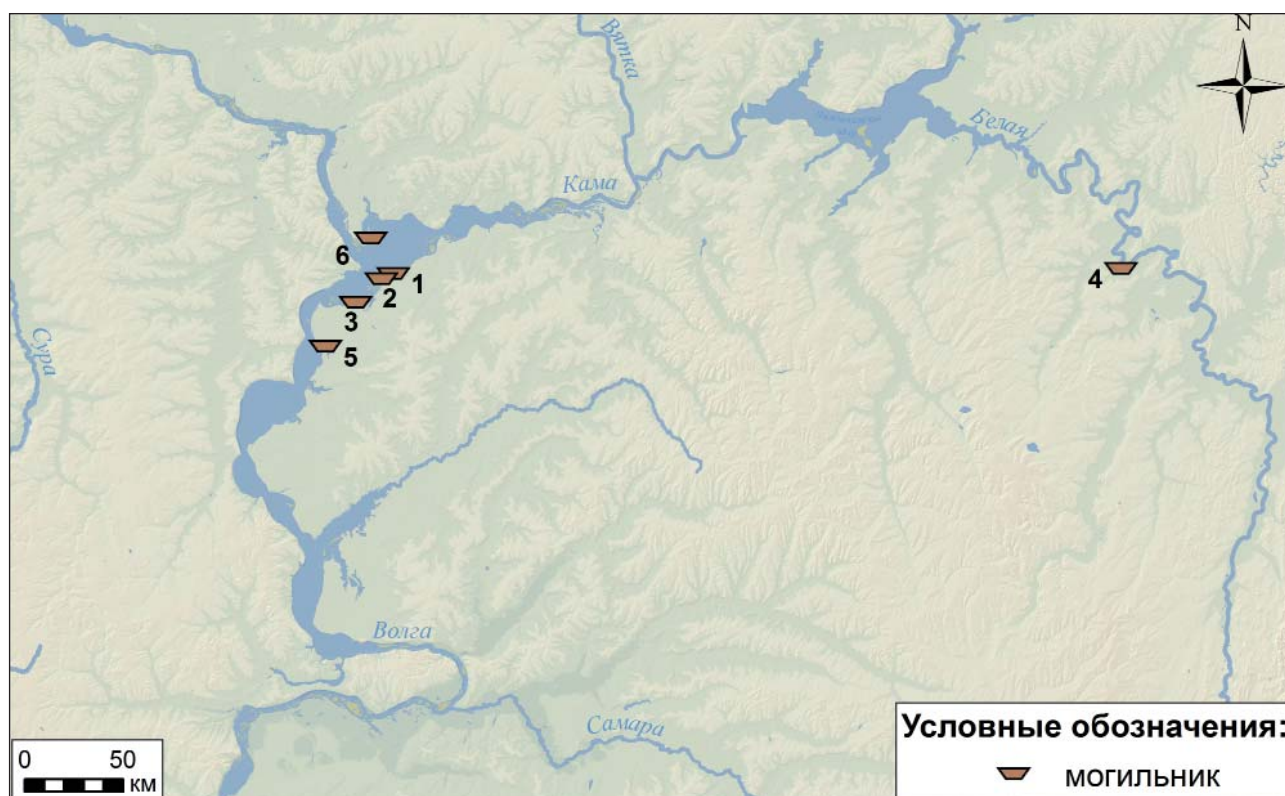 N
Вятка
Белая
Кама
6
1
2
4
3
5
Сура
Волга
Самара
0 50
км
Условные обозначения:
могильник